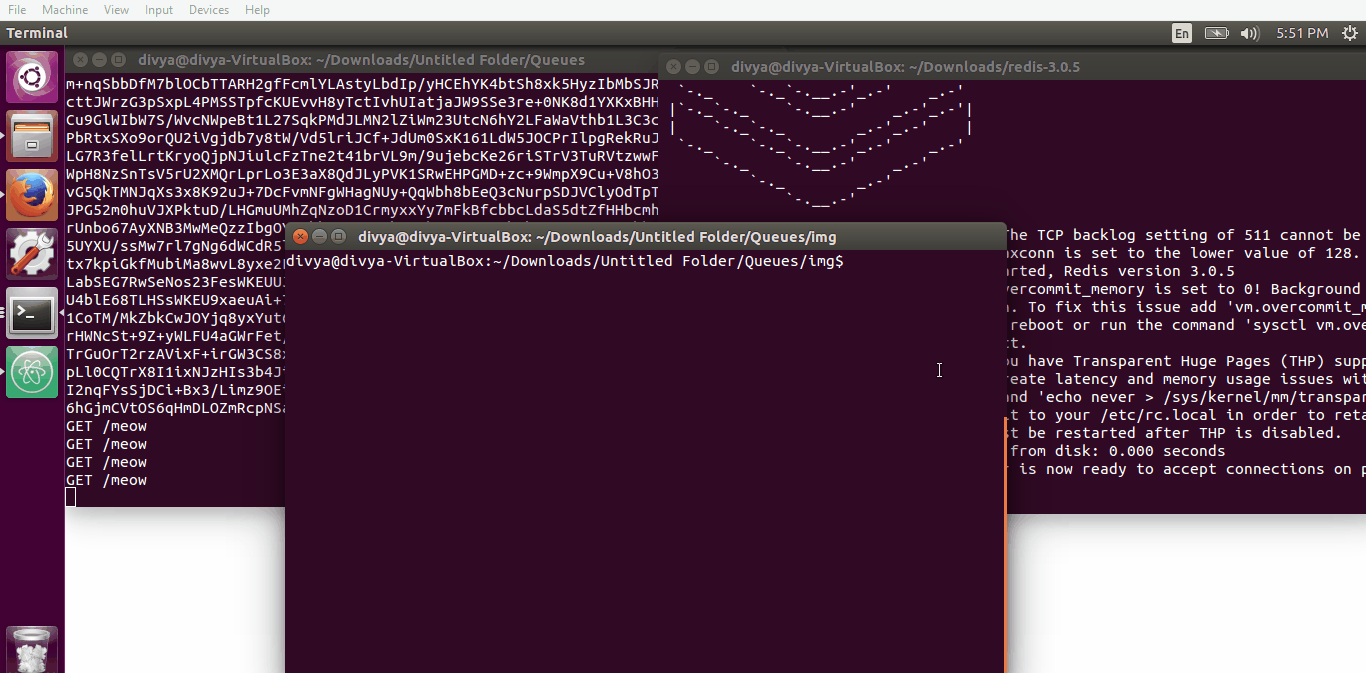 File Machine View Input Devices Help
Terminal
En
5:51 PM
divya@divya-VirtualBox: ~/Downloads/Untitled Folder/Queues
m+nqSbbDfM7blOCbTTARH2gfFcmlYLAstyLbdIp/yHCEhYK4btSh8xk5HyzIbMbSJR
cttJWrzG3pSxpL4PMSSTpfcKUEvvH8yTctIvhUIatjaJW9SSe3re+0NK8d1YXKxBHH
Cu9GlWIbW7S/WvcNWpeBt1L27SqkPMdJLMN2lZiWm23UtcN6hY2LFaWaVthb1L3C3c
PbRtxSXo9orQU2iVgjdb7y8tW/Vd5lriJCf+JdUm0SxK161LdW5JOCPrIlpgRekRuJ
LG7R3felLrtKryoQjpNJiulcFzTne2t41brVL9m/9ujebcKe26riSTrV3TuRVtzwwF
WpH8NzSnTsV5rU2XMQrLprLo3E3aX8QdJLyPVK1SRwEHPGMD+zc+9WmpX9Cu+V8hO3
vG5QkTMNJqXs3x8K92uJ+7DcFvmNFgWHagNUy+QqWbh8bEeQ3cNurpSDJVClyOdTpT
JPG52m0huVJXPktuD/LHGmuUMhZqNzoD1CrmyxxYy7mFkBfcbbcLdaS5dtZfHHbcmh
rUnbo67AyXNB3MwMeQzzIbgO
5UYXU/ssMw7rl7gNg6dWCdR5
tx7kpiGkfMubiMa8wvL8yxe2
LabSEG7RwSeNos23FesWKEUU
U4blE68TLHSsWKEU9xaeuAi+
1CoTM/MkZbkCwJOYjq8yxYut
rHWNcSt+9Z+yWLFU4aGWrFet/
TrGuOrT2rzAVixF+irGW3CS8
pLl0CQTrX8I1ixNJzHIs3b4J
I2nqFYsSjDCi+Bx3/Limz9OE
6hGjmCVtOS6qHmDLOZmRcpNS
GET /meow
GET /meow
GET /meow
GET /meow
divya@divya-VirtualBox: ~/Downloads/redis-3.0.5
The TCP backlog setting of 511 cannot be
axconn is set to the lower value of 128.
arted, Redis version 3.0.5
vercommit_memory is set to 0! Background
. To fix this issue add 'vm.overcommit_m
reboot or run the command 'sysctl vm.ove
ct.
ou have Transparent Huge Pages (THP) supp
reate latency and memory usage issues wit
and 'echo never > /sys/kernel/mm/transpar
t to your /etc/rc.local in order to reta
st be restarted after THP is disabled.
from disk: 0.000 seconds
is now ready to accept connections on p
divya@divya-VirtualBox: ~/Downloads/Untitled Folder/Queues/img
divya@divya-VirtualBox:~/Downloads/Untitled Folder/Queues/img$